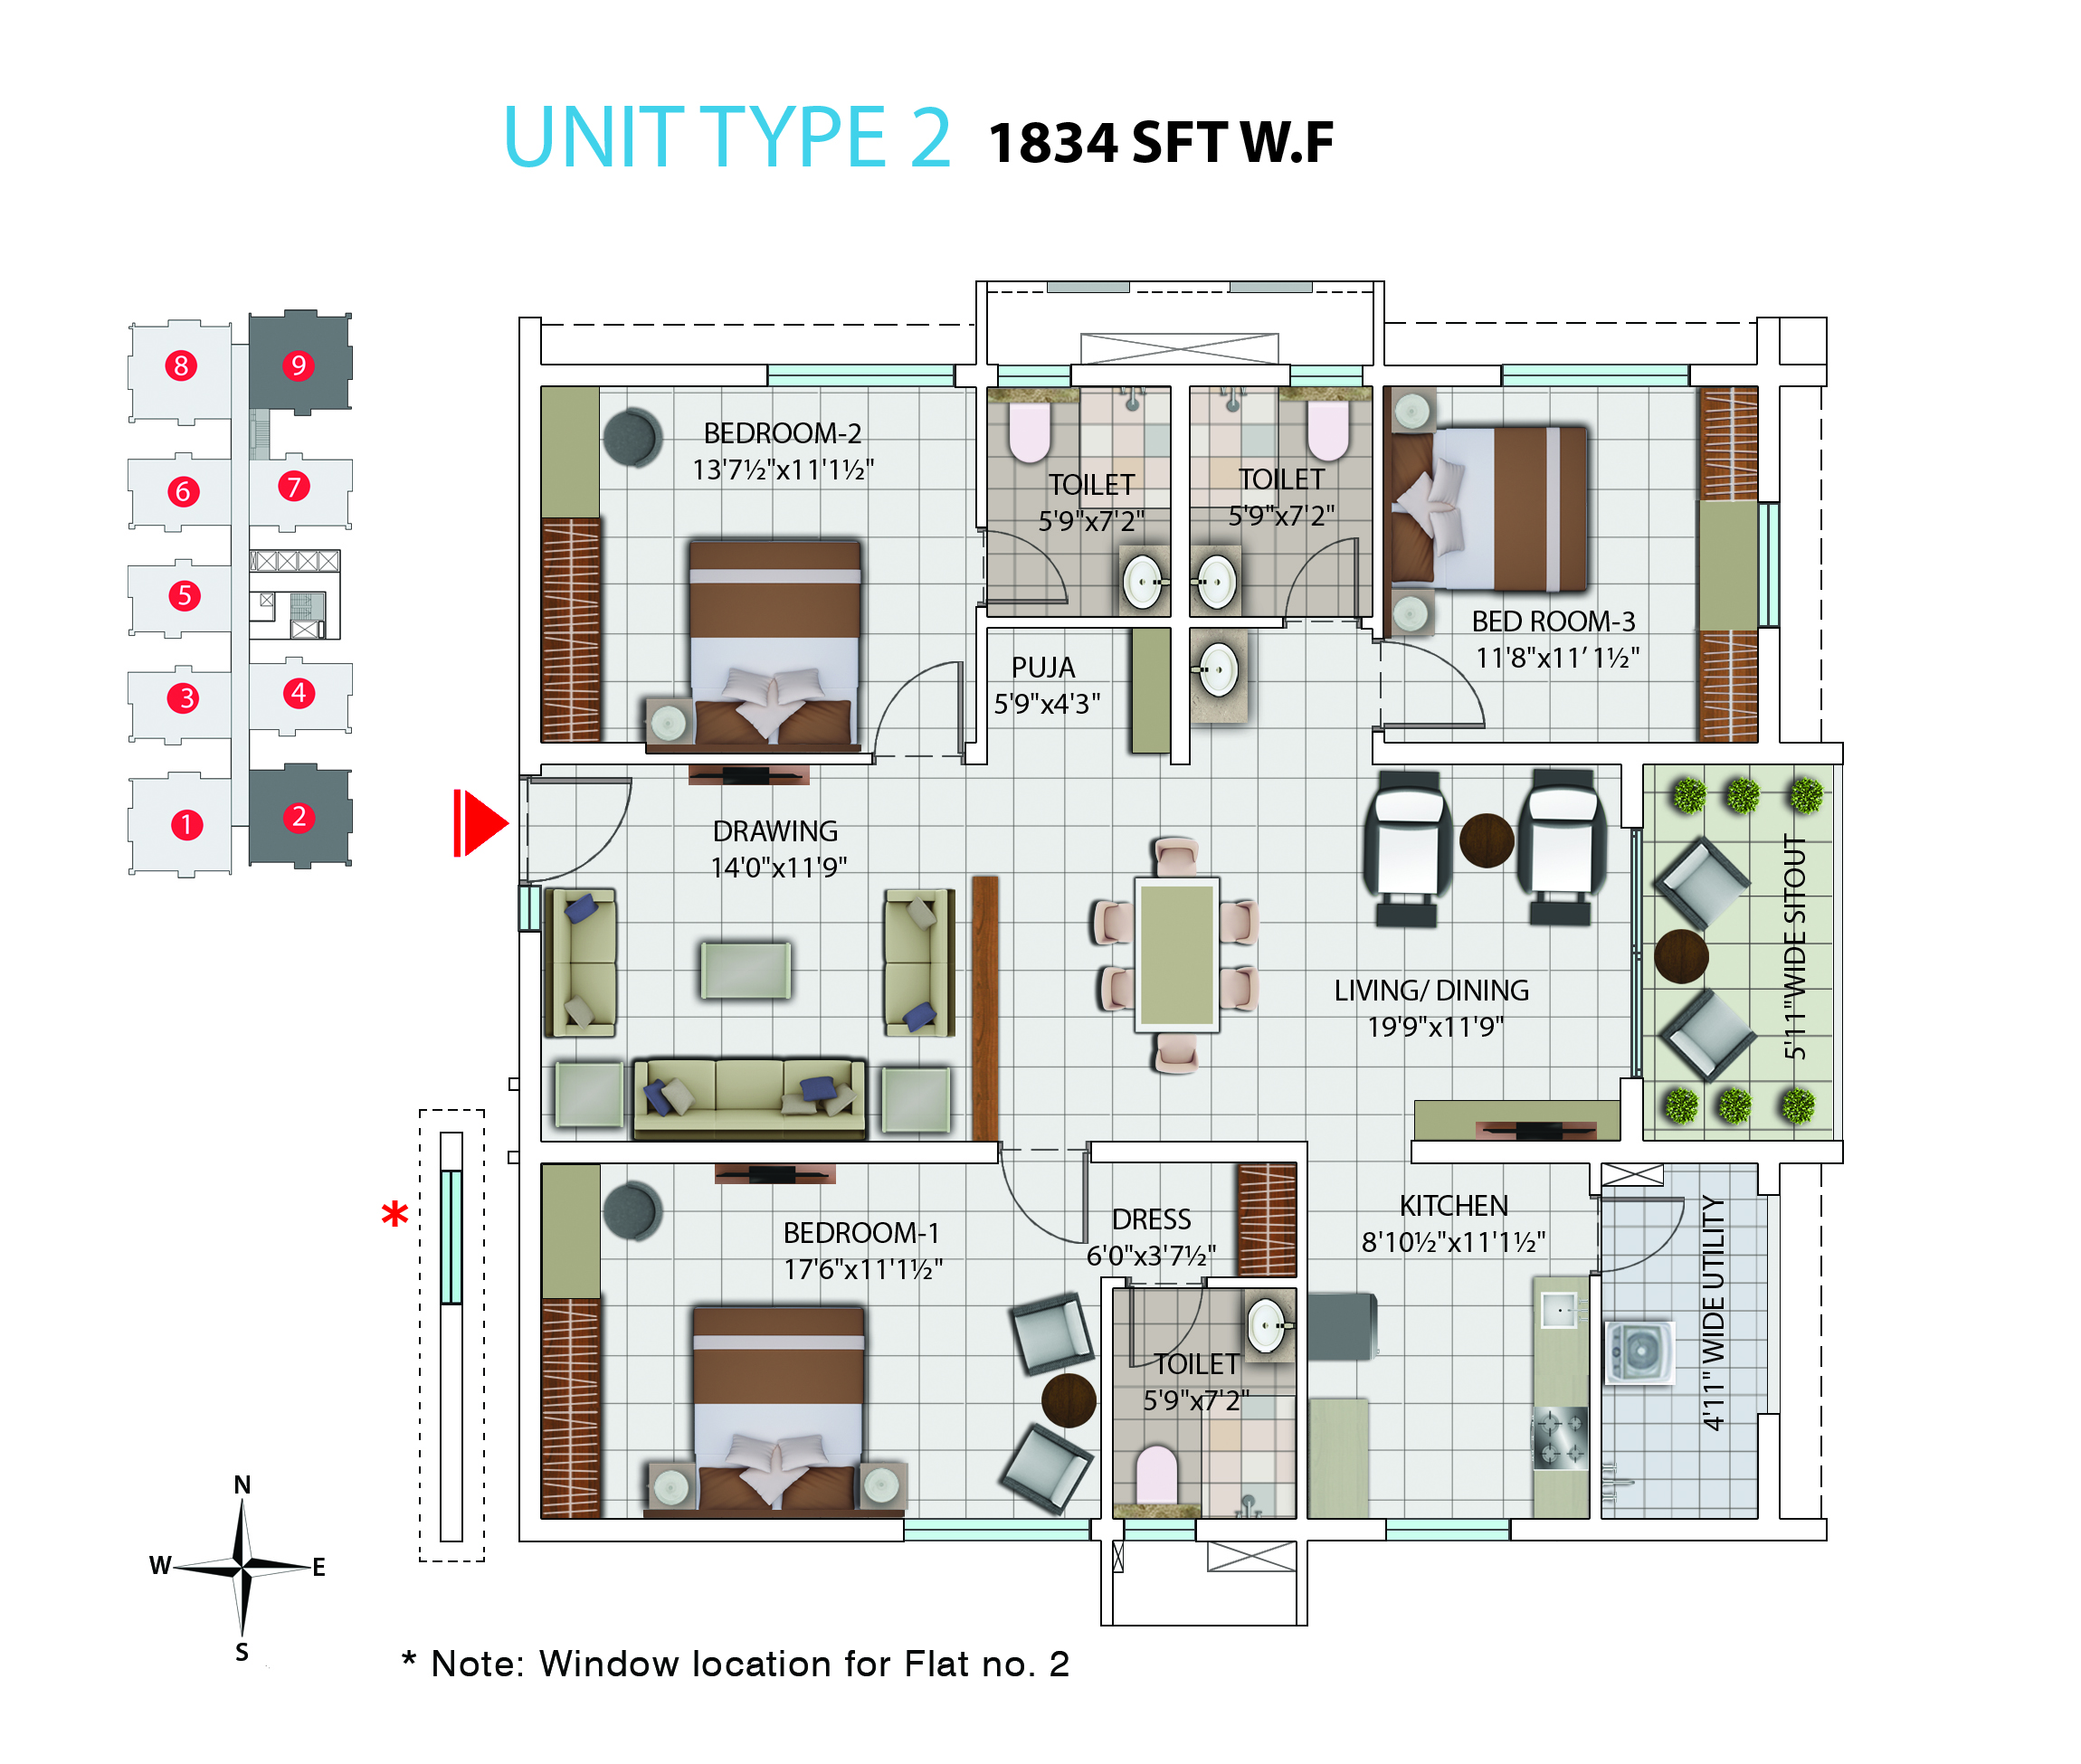 UNIT TYPE 2 1834 SFT W.F
8
9
6
7
5
3
4
1
2
BEDROOM-2
13'7½"x11'1½"
TOILET
5'9"x7'2"
TOILET
5'9"x7'2"
BED ROOM-3
11'8"x11’ 1½"
PUJA
5'9"x4'3"
DRAWING
14'0"x11'9"
LIVING/ DINING
19'9"x11'9"
5'11"WIDE SITOUT
BEDROOM-1
17'6"x11'1½"
DRESS
6'0"x3'7½"
TOILET
5'9"x7'2"
KITCHEN
8'10½"x11'1½"
4'11" WIDE UTILITY
*
N
W
E
S
* Note: Window location for Flat no. 2